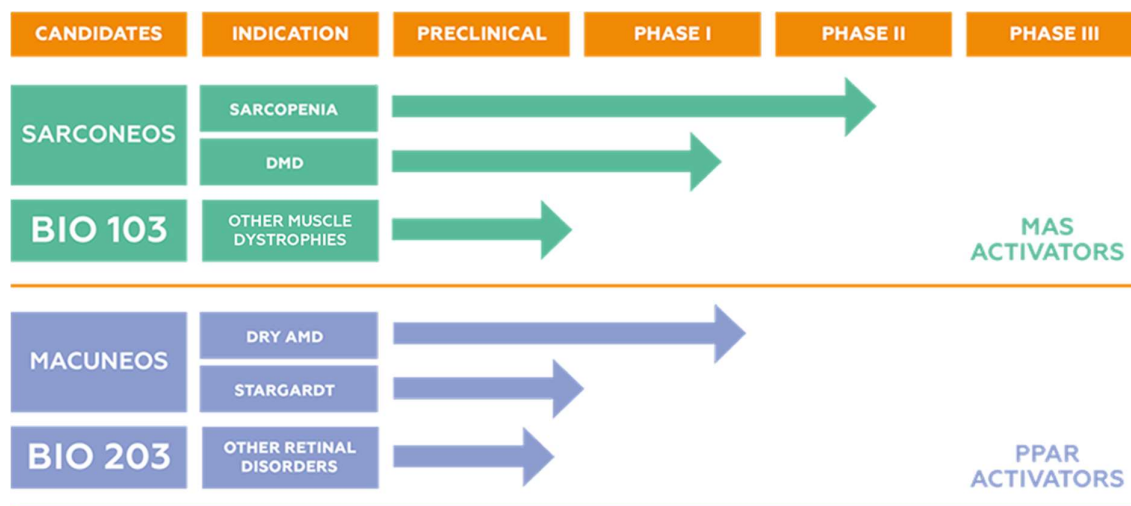 CANDIDATES INDICATION PRECLINICAL PHASE I PHASE II PHASE III
SARCONEOS
SARCOPENIA
DMD
BIO 103
OTHER MUSCLE
DYSTROPHIES
MAS
ACTIVATORS
MACUNEOS
DRY AMD
STARGARDT
BIO 203
OTHER RETINAL
DISORDERS
PPAR
ACTIVATORS